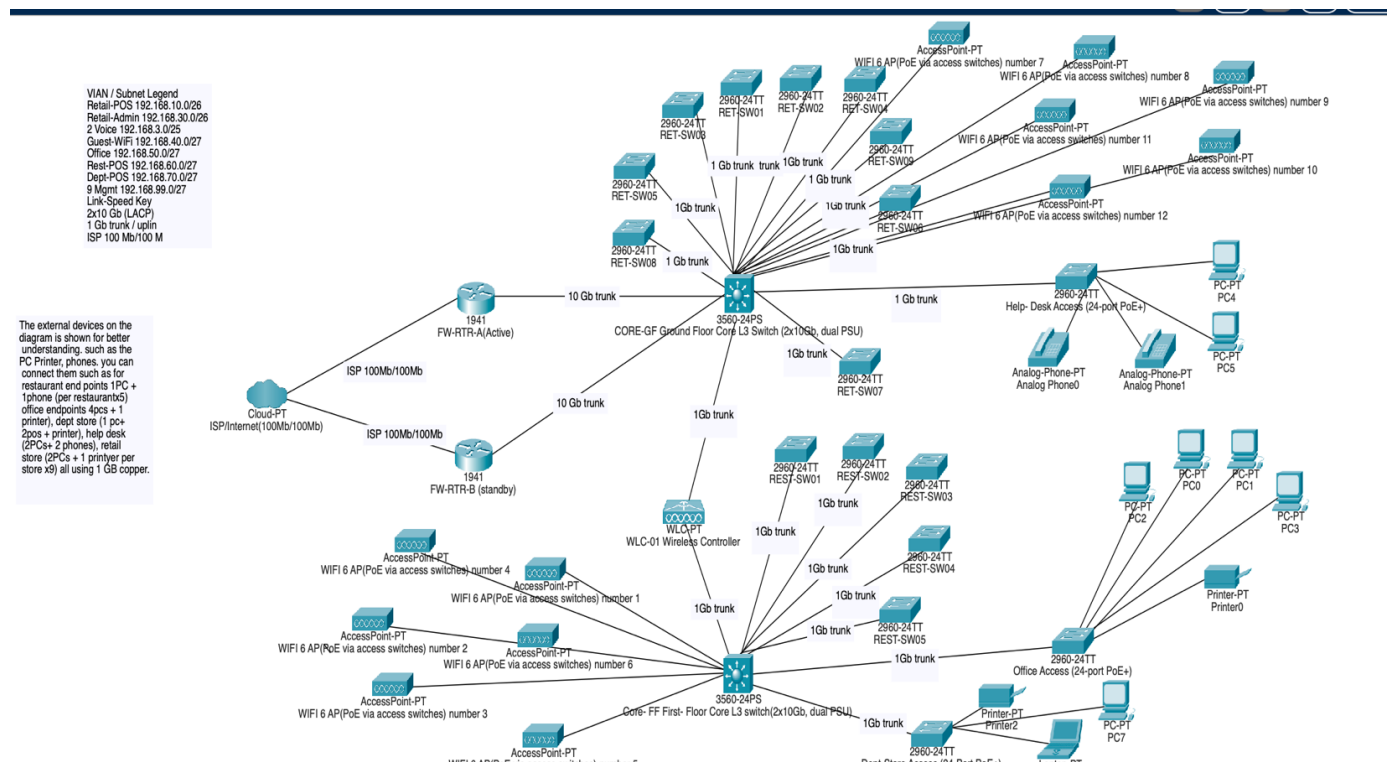 VIAN / Subnet Legend
Retail-POS 192.168.10.0/26
Retail-Admin 192.168.30.0/26
2 Voice 192.168.3.0/25
Guest-WiFi 192.168.40.0/27
Office 192.168.50.0/27
Rest-POS 192.168.60.0/27
Dept-POS 192.168.70.0/27
9 Mgmt 192.168.99.0/27
Link-Speed Key
2x10 Gb (LACP)
1 Gb trunk / uplin
ISP 100 Mb/100 M
The external devices on the
diagram is shown for better
understanding. such as the
PC Printer, phones. you can
connect them such as for
restaurant end points 1PC +
1phone (per restaurantx5)
office endpoints 4pcs + 1
printer), dept store (1 pc+
2pos + printer), help desk
(2PCs+ 2 phones), retail
store (2PCs + 1 printyer per
store x9) all using 1 GB copper.
AccessPoint-PT
WIFI 6 AP(PoE via access switches) number 7
AccessPoint-PT
WIFI 6 AP(PoE via access switches) number 8
AccessPoint-PT
WIFI 6 AP(PoE via access switches) number 9
AccessPoint-PT
WIFI 6 AP(PoE via access switches) number 11
AccessPoint-PT
WIFI 6 AP(PoE via access switches) number 10
AccessPoint-PT
WIFI 6 AP(PoE via access switches) number 12
2960-24TT
RET-SW03
2960-24TT
RET-SW01
2960-24TT
RET-SW02
2960-24TT
RET-SW04
2960-24TT
RET-SW09
2960-24TT
RET-SW05
2960-24TT
RET-SW06
2960-24TT
RET-SW08
1 Gb trunk
trunk
1Gb trunk
1 Gb trunk
1Gb trunk
1Gb trunk
1Gb trunk
1 Gb trunk
1941
FW-RTR-A(Active)
10 Gb trunk
3560-24PS
CORE-GF Ground Floor Core L3 Switch (2x10Gb, dual PSU)
1 Gb trunk
2960-24TT
Help- Desk Access (24-port PoE+)
PC-PT
PC4
PC-PT
PC5
Analog-Phone-PT
Analog Phone0
Analog-Phone-PT
Analog Phone1
1Gb trunk
2960-24TT
RET-SW07
ISP 100Mb/100Mb
Cloud-PT
ISP/Internet(100Mb/100Mb)
ISP 100Mb/100Mb
10 Gb trunk
1941
FW-RTR-B (standby)
1Gb trunk
WLC-PT
WLC-01 Wireless Controller
1Gb trunk
2960-24TT
REST-SW01
2960-24TT
REST-SW02
2960-24TT
REST-SW03
2960-24TT
REST-SW04
2960-24TT
REST-SW05
1Gb trunk
1Gb trunk
1Gb trunk
1Gb trunk
1Gb trunk
PC-PT
PC2
PC-PT
PC0
PC-PT
PC1
PC-PT
PC3
Printer-PT
Printer0
1Gb trunk
2960-24TT
Office Access (24-port PoE+)
AccessPoint-PT
WIFI 6 AP(PoE via access switches) number 4
AccessPoint-PT
WIFI 6 AP(PoE via access switches) number 1
AccessPoint-PT
WIFI 6 AP(PoE via access switches) number 2
AccessPoint-PT
WIFI 6 AP(PoE via access switches) number 6
AccessPoint-PT
WIFI 6 AP(PoE via access switches) number 3
AccessPoint-PT
3560-24PS
Core- FF First- Floor Core L3 switch(2x10Gb, dual PSU)
1Gb trunk
2960-24TT
Printer-PT
Printer2
PC-PT
PC7